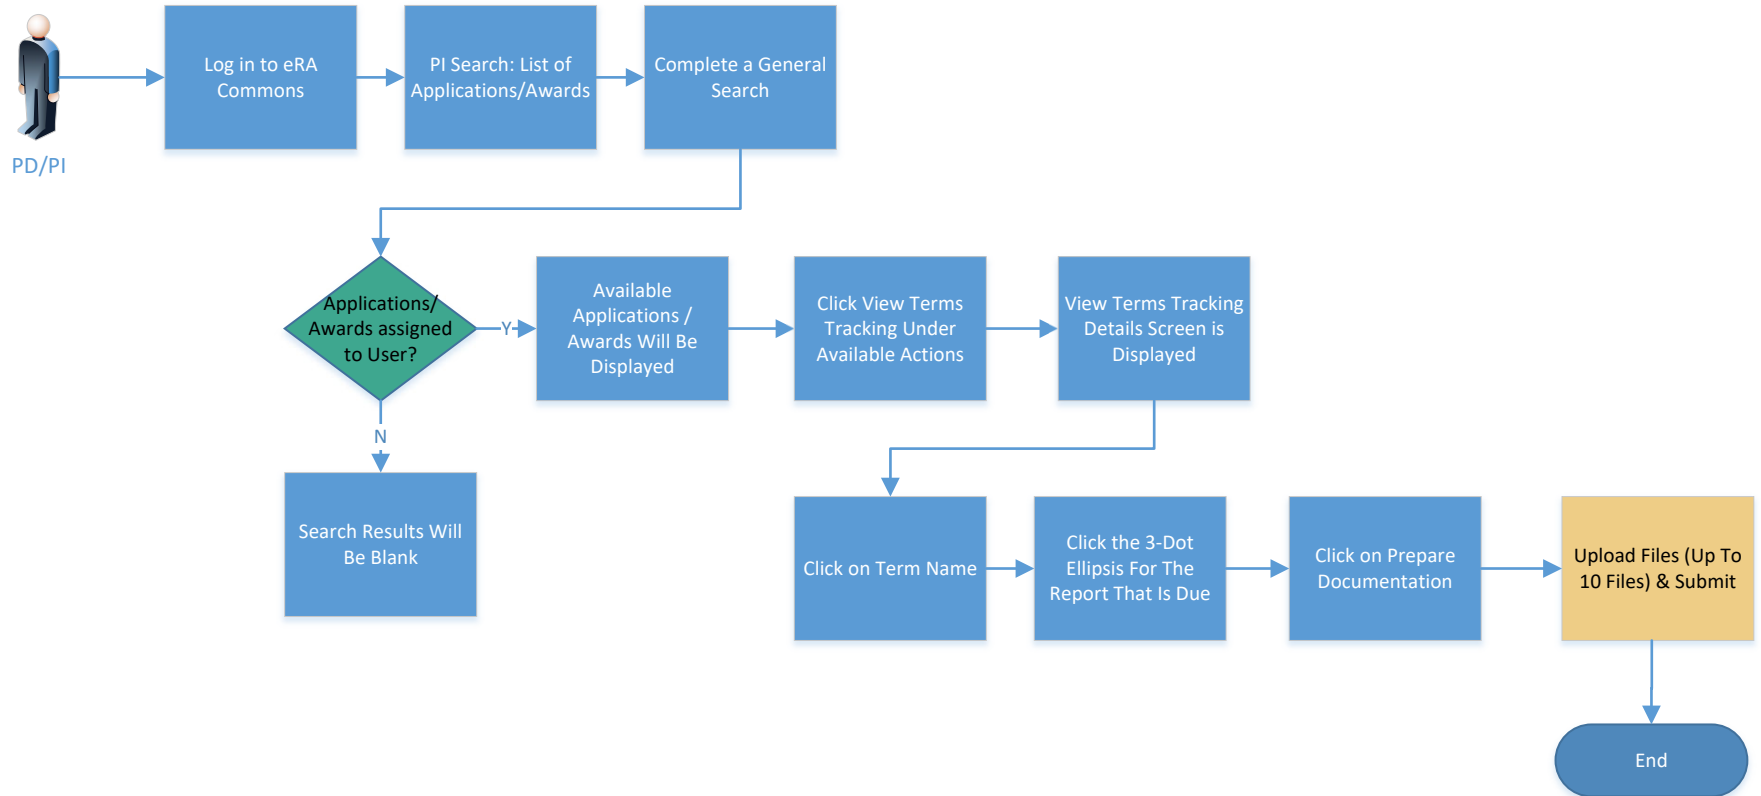 PD/PI
Log in to eRA
Commons
PI Search: List of
Applications/Awards
Complete a General
Search
Applications/
Awards assigned
to User?
Y
N
Search Results Will
Be Blank
Available
Applications /
Awards Will Be
Displayed
Click View Terms
Tracking Under
Available Actions
View Terms Tracking
Details Screen is
Displayed
Click on Term Name
Click the 3-Dot
Ellipsis For The
Report That Is Due
Click on Prepare
Documentation
Upload Files (Up To
10 Files) & Submit
End